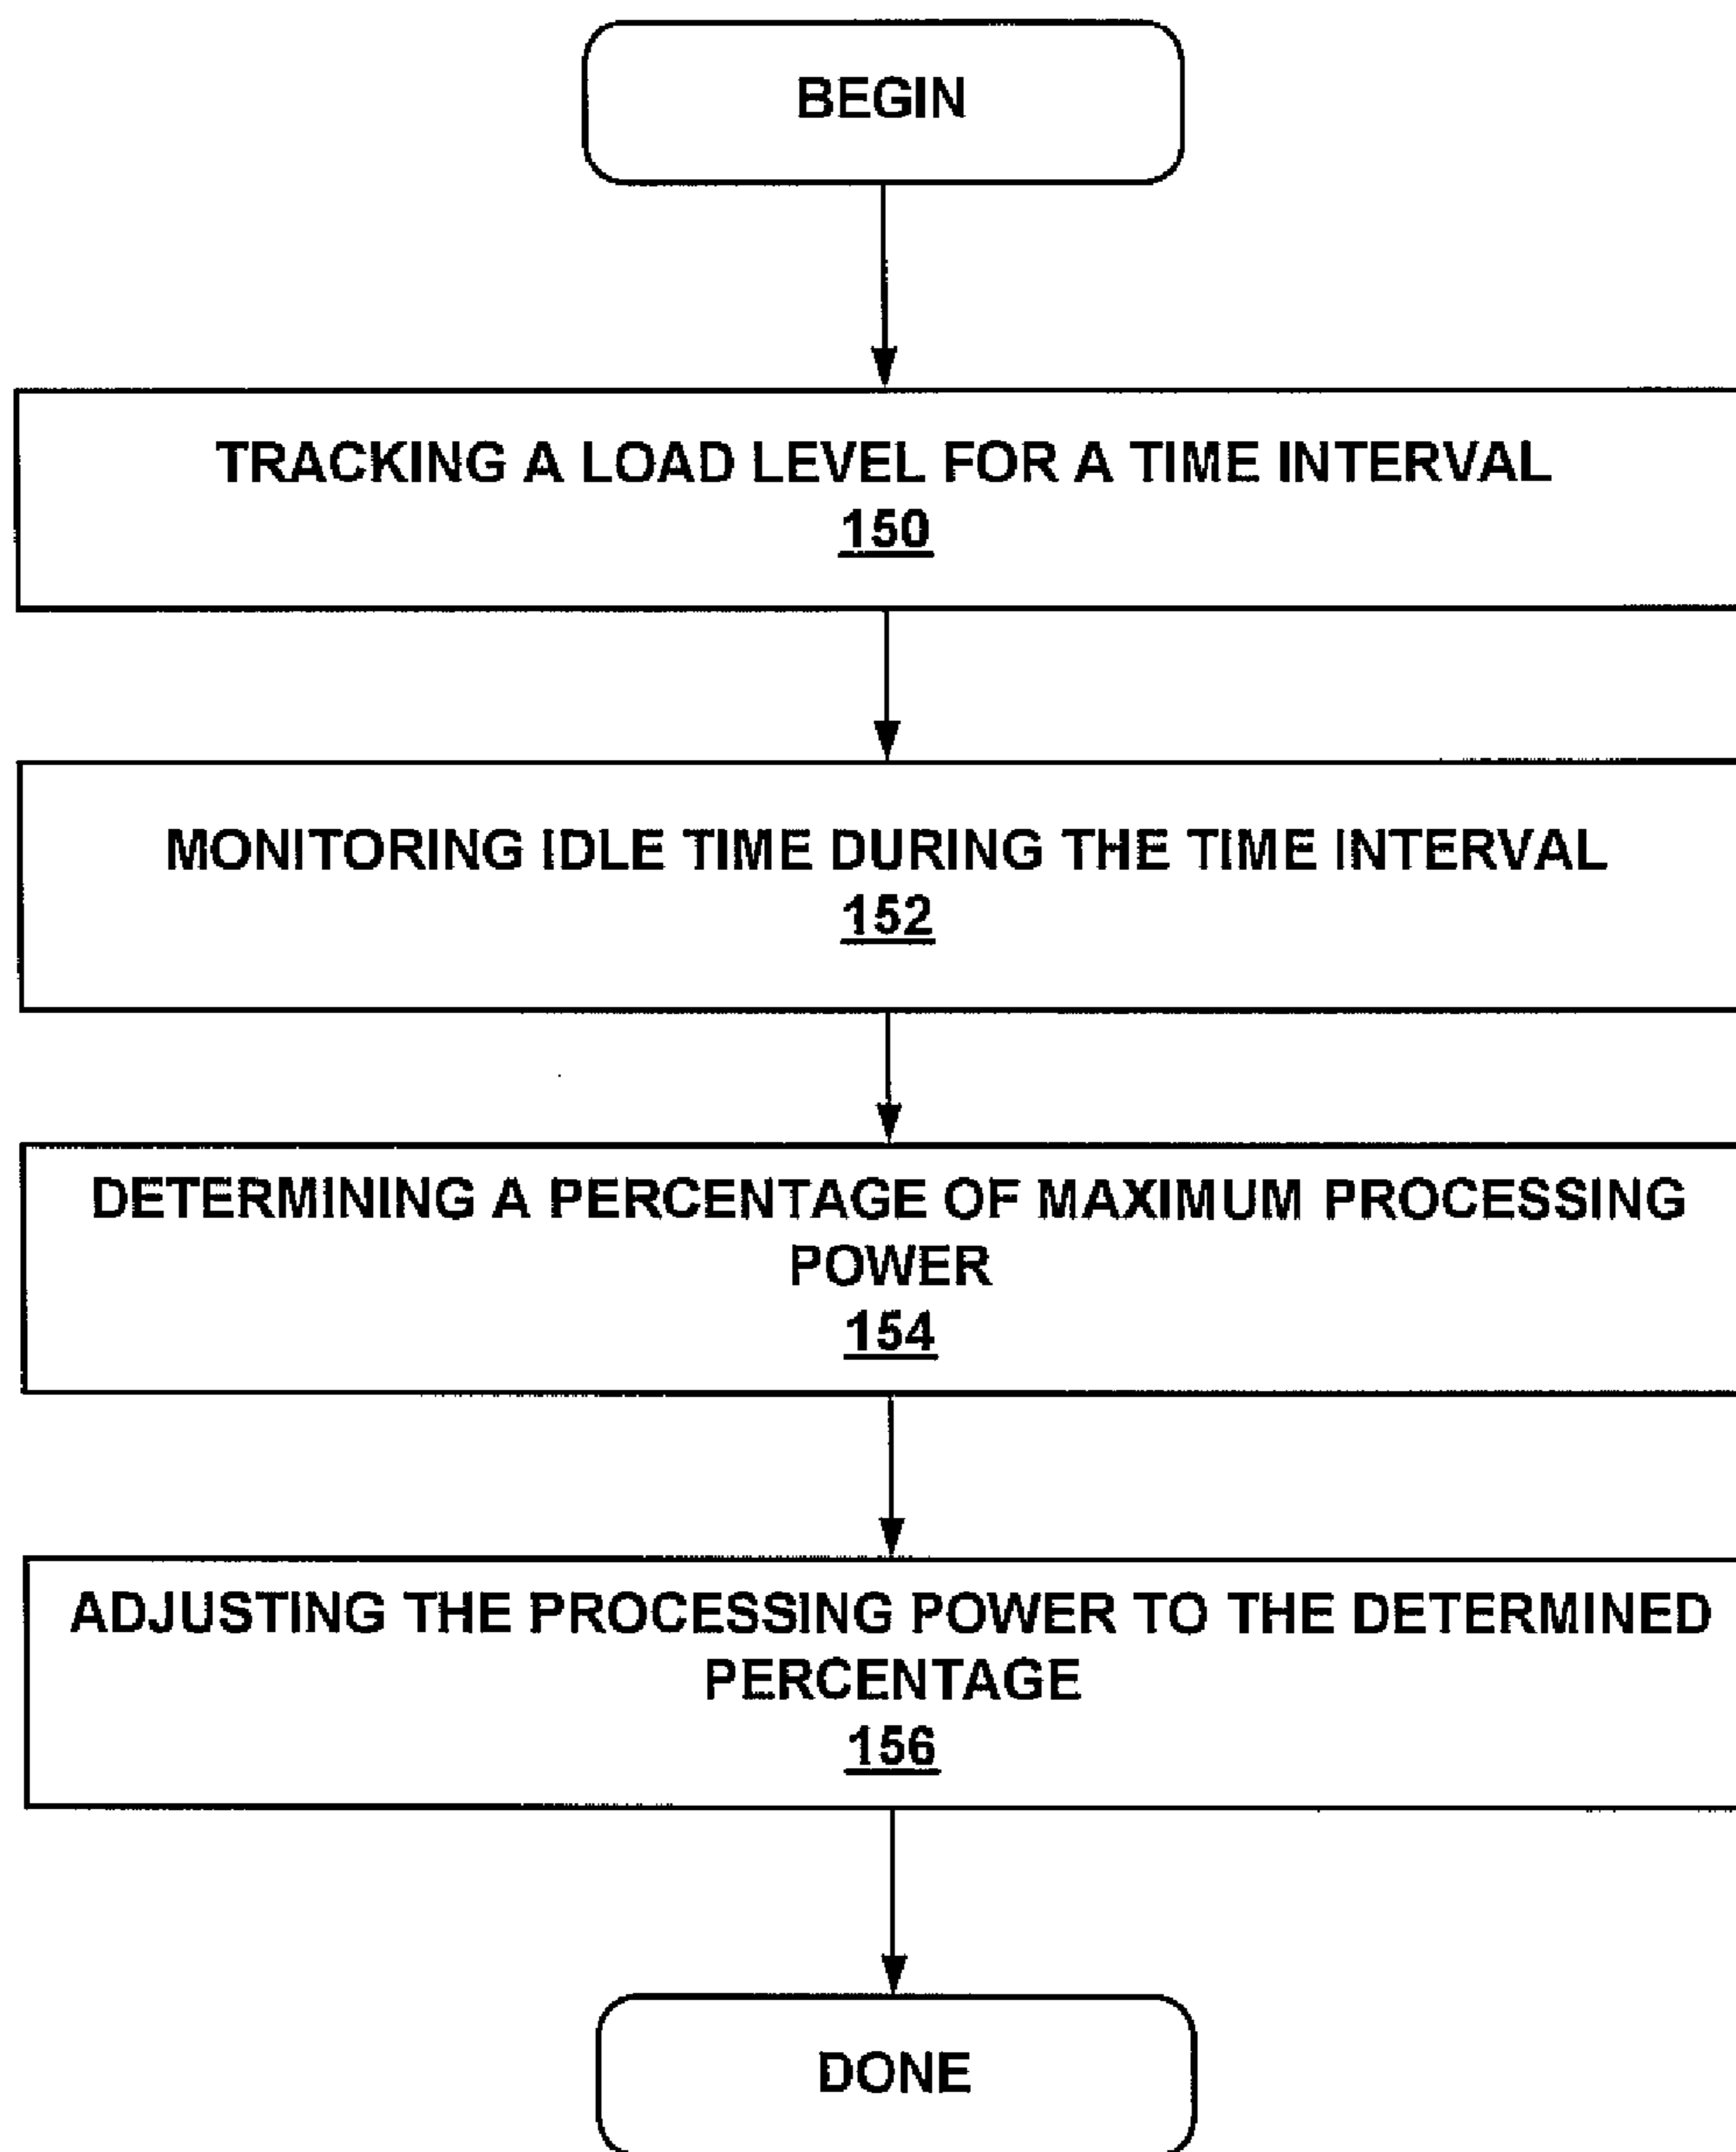 BEGIN
TRACKING A LOAD LEVEL FOR A TIME INTERVAL
150
MONITORING IDLE TIME DURING THE TIME INTERVAL
152
DETERMINING A PERCENTAGE OF MAXIMUM PROCESSING
POWER
154
ADJUSTING THE PROCESSING POWER TO THE DETERMINED
PERCENTAGE
156
DONE